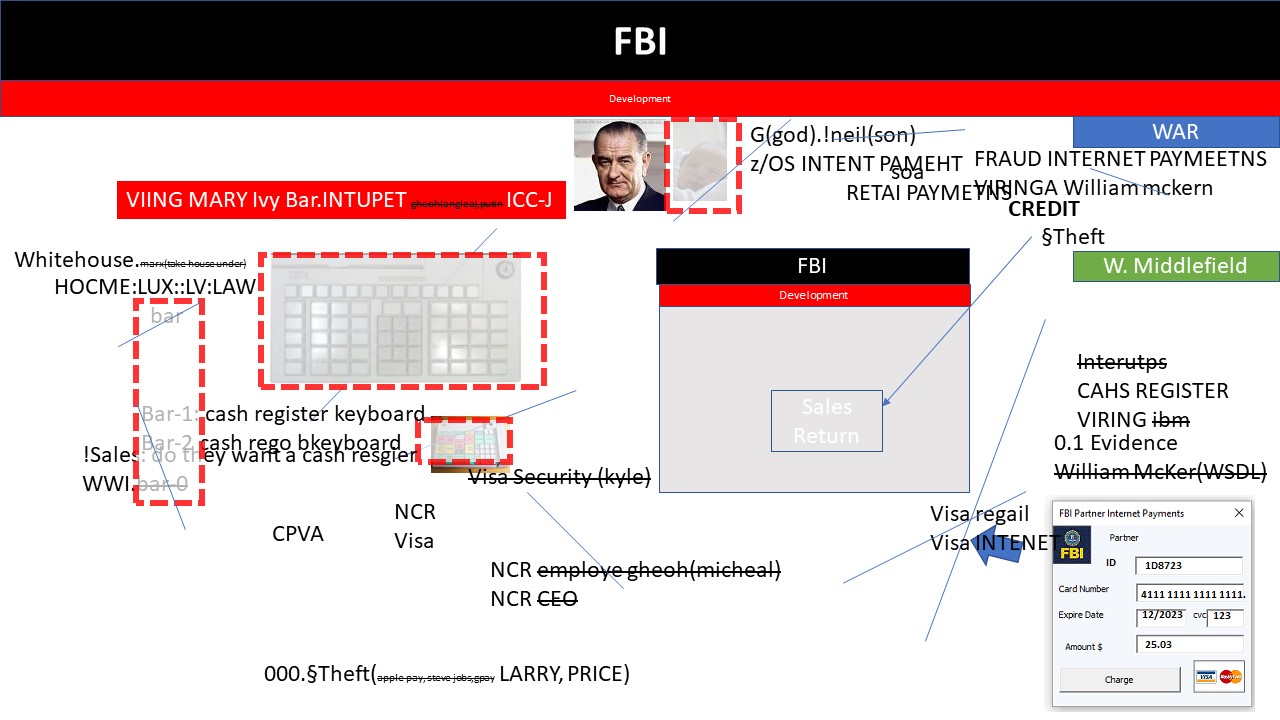 FBI
Development
G(god).!neil(son)
z/OS INTENT PAMEHT
soa
RETAI PAYMETNS
WAR
FRAUD INTERNET PAYMEETNS
VIRINGA William mckern
CREDIT
§Theft
W. Middlefield
VIING MARY Ivy Bar.INTUPET gheoh(anglea),putin ICC-J
Whitehouse.marx(take house under)
HOCME:LUX::LV:LAW
bar
FBI
Development
Sales
Return
Interutps
CAHS REGISTER
VIRING ibm
0.1 Evidence
William McKer(WSDL)
Bar-1: cash register keyboard –
Bar-2 cash rego bkeyboard
!Sales: do they want a cash resgier
WWI.bar-0
Visa Security (kyle)
CPVA
NCR
Visa
NCR employe gheoh(micheal)
NCR CEO
Visa regail
Visa INTENET
000.§Theft(apple pay, steve jobs,gpay LARRY, PRICE)
FBI Partner Internet Payments
FBI
Partner
ID
1D8723
Card Number
4111 1111 1111 1111.
Expire Date
12/2023
cvc
123
Amount $
25.03
Charge
VISA